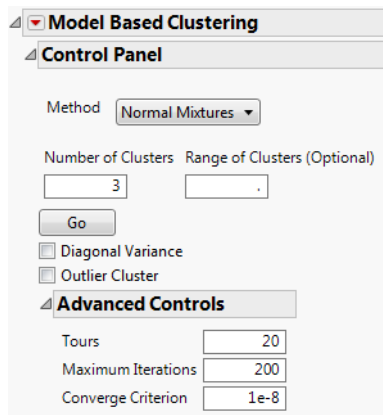 Model Based Clustering
Control Panel
Method Normal Mixtures
Number of Clusters Range of Clusters (Optional)
3 .
Go
Diagonal Variance
Outlier Cluster
Advanced Controls
Tours 20
Maximum Iterations 200
Converge Criterion 1e-8